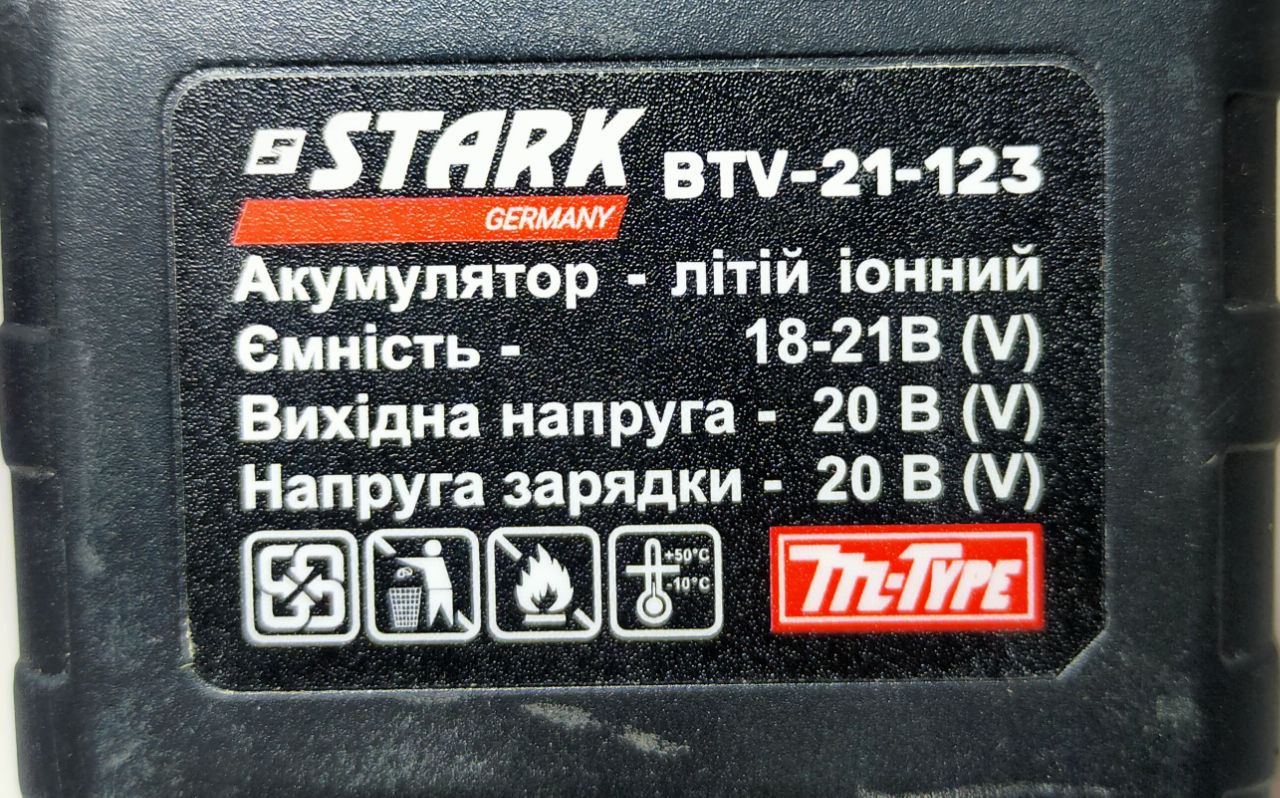 STARK BTV-21-123
GERMANY
Акумулятор - літій іонний
Ємність - 18-21В (V)
Вихідна напруга - 20 В (V)
Напруга зарядки - 20 В (V)
+50°C
-10°C
M-TYPE